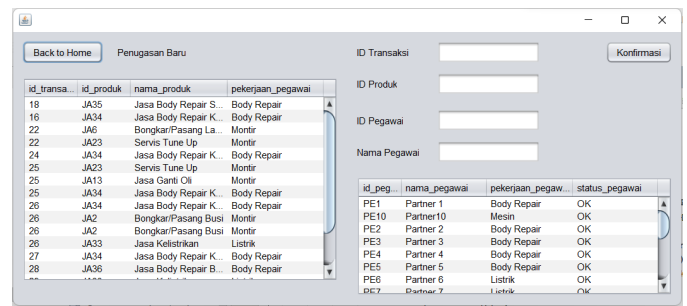 Back to Home
Penugasan Baru
id_transa... id_produk nama_produk pekerjaan_pegawai
18 JA35 Jasa Body Repair S... Body Repair
16 JA34 Jasa Body Repair K... Body Repair
22 JA6 Bongkar/Pasang La... Montir
22 JA23 Servis Tune Up Montir
24 JA34 Jasa Body Repair K... Body Repair
25 JA23 Servis Tune Up Montir
25 JA13 Jasa Ganti Oli Montir
25 JA34 Jasa Body Repair K... Body Repair
26 JA34 Jasa Body Repair K... Body Repair
26 JA2 Bongkar/Pasang Busi Montir
26 JA2 Bongkar/Pasang Busi Montir
26 JA33 Jasa Kelistrikan Listrik
27 JA34 Jasa Body Repair K... Body Repair
28 JA36 Jasa Body Repair B... Body Repair
ID Transaksi
Konfirmasi
ID Produk
ID Pegawai
Nama Pegawai
id_peg... nama_pegawai pekerjaan_pegaw... status_pegawai
PE1 Partner 1 Body Repair OK
PE10 Partner10 Mesin OK
PE2 Partner 2 Body Repair OK
PE3 Partner 3 Body Repair OK
PE4 Partner 4 Body Repair OK
PE5 Partner 5 Body Repair OK
PE6 Partner 6 Listrik OK
PE7 Partner 7 Listrik OK